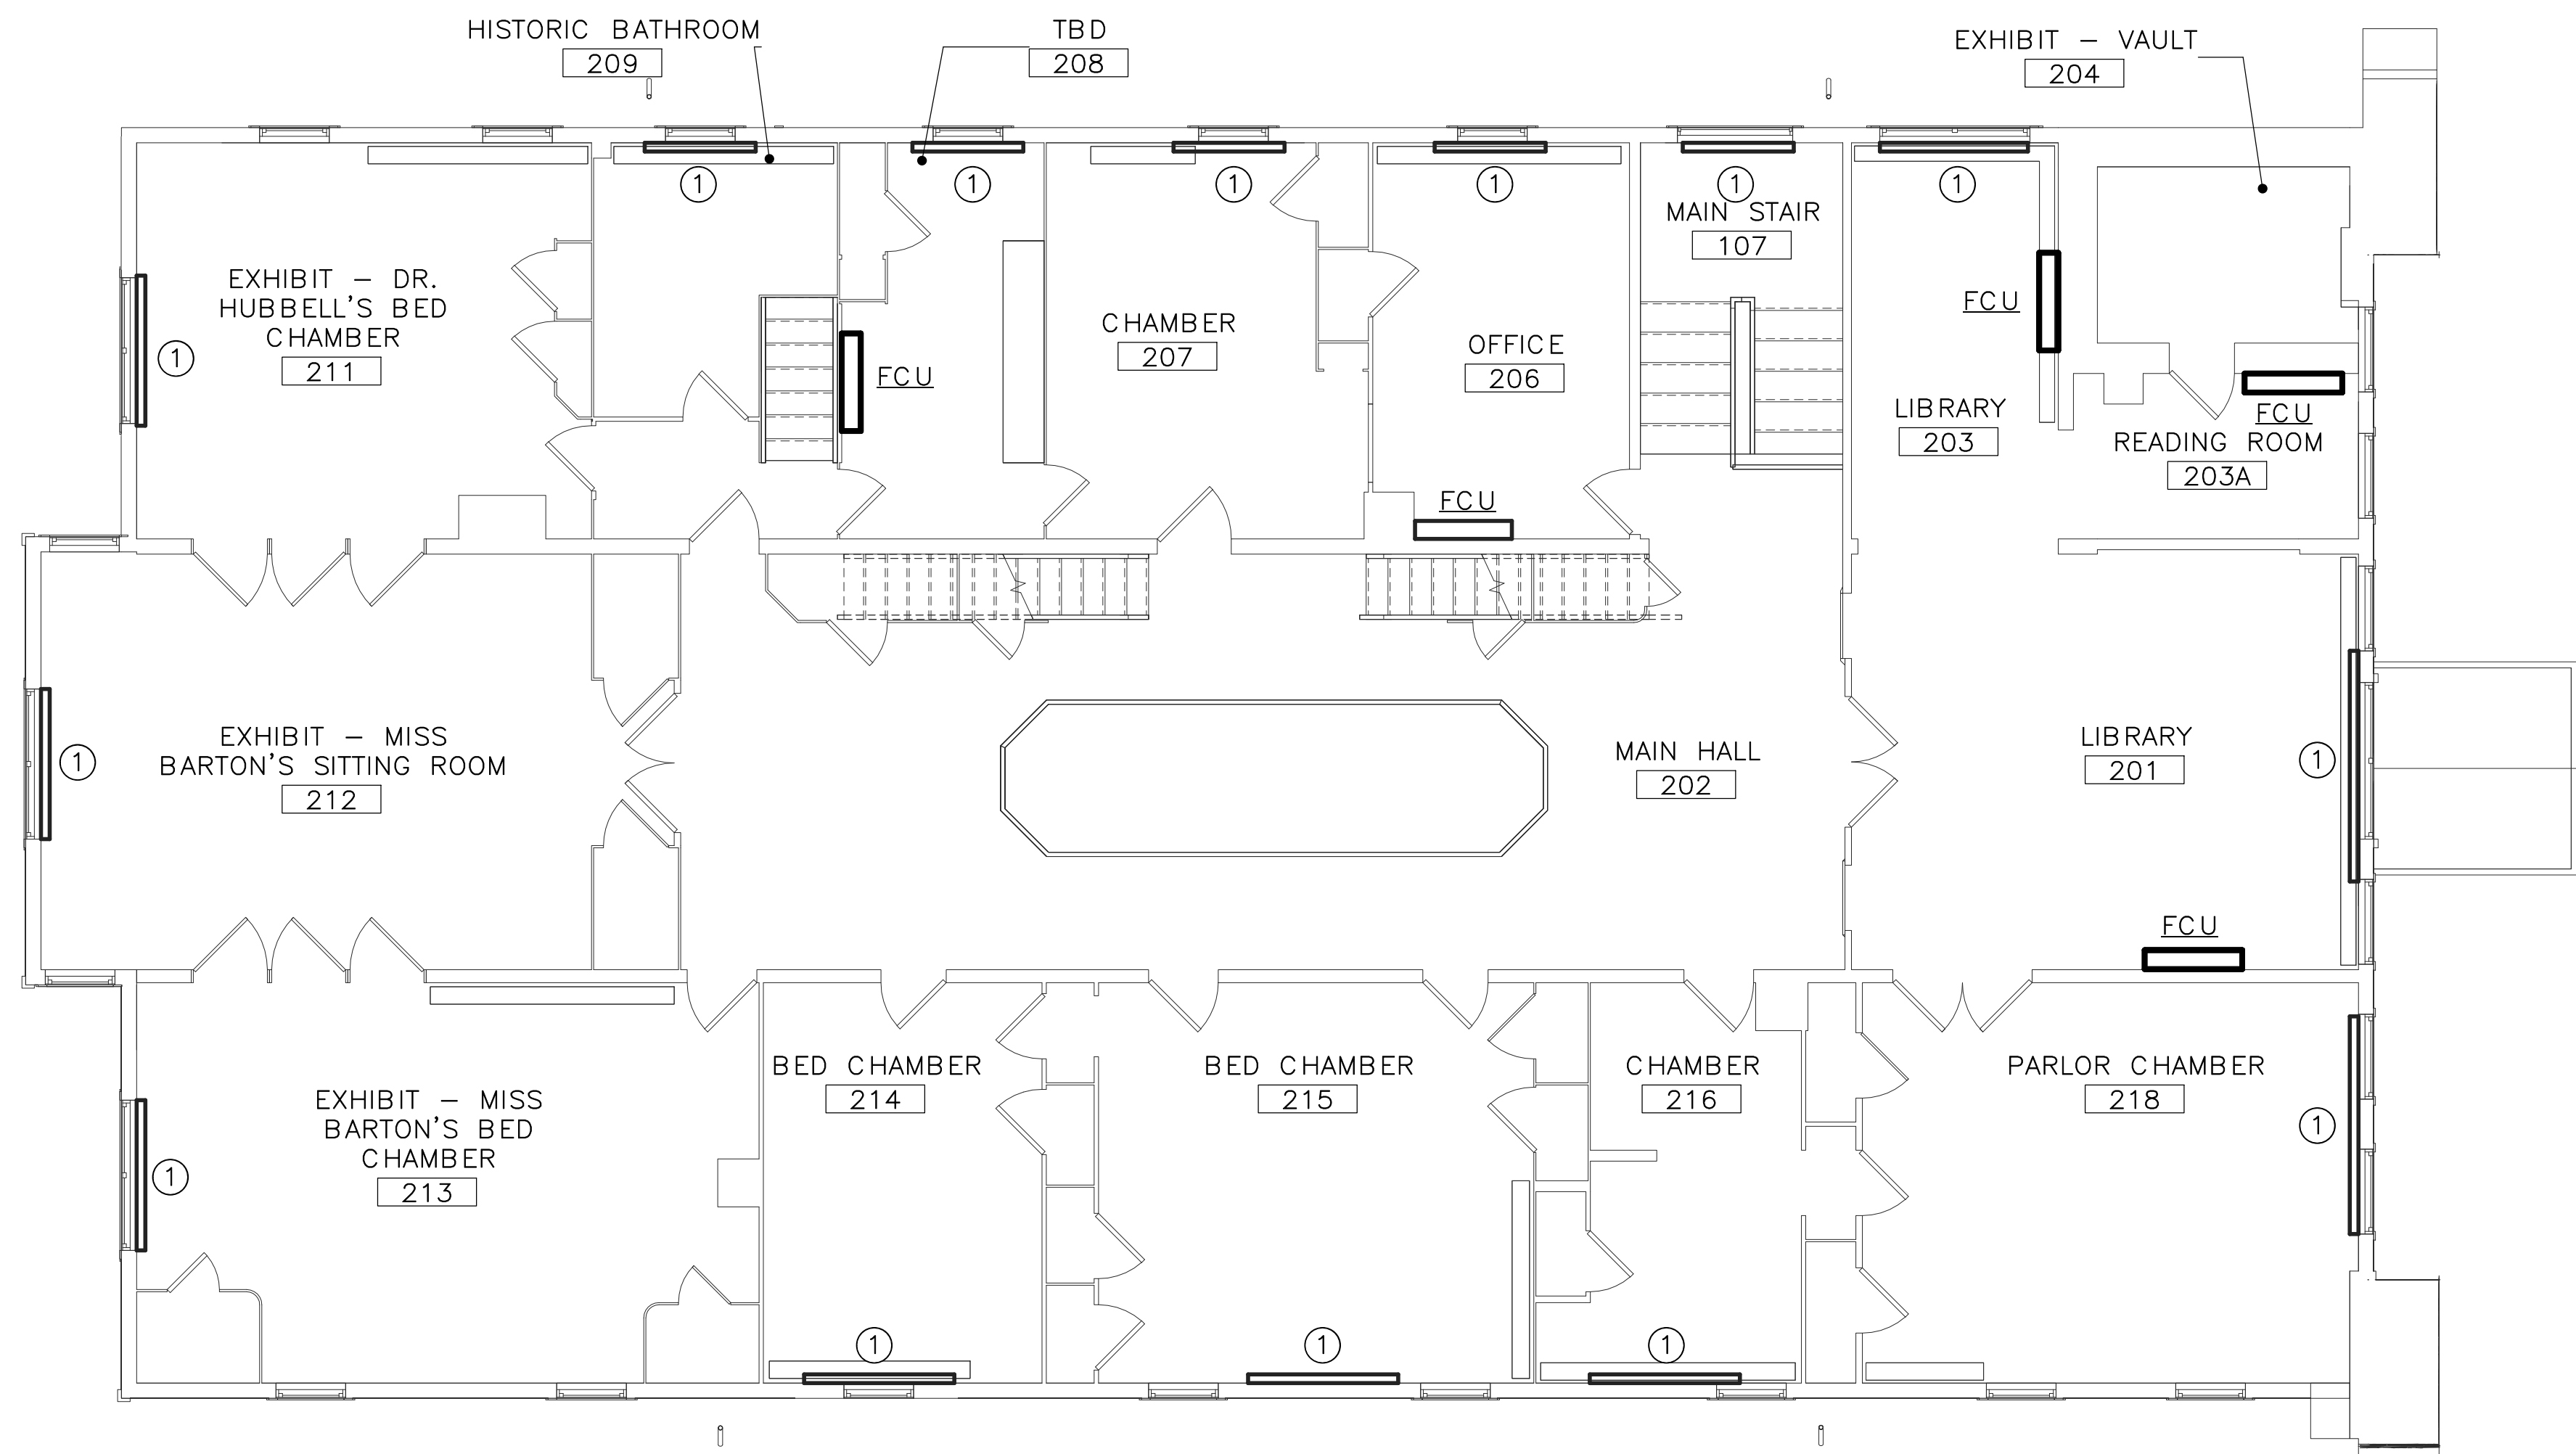 HISTORIC BATHROOM
209
TBD
208
EXHIBIT – VAULT
204
1
1
1
1
1
1
MAIN STAIR
107
EXHIBIT – DR.
HUBBELL'S BED
CHAMBER
211
1
FCU
CHAMBER
207
OFFICE
206
FCU
FCU
LIBRARY
203
FCU
READING ROOM
203A
EXHIBIT – MISS
BARTON'S SITTING ROOM
212
1
MAIN HALL
202
LIBRARY
201
1
FCU
EXHIBIT – MISS
BARTON'S BED
CHAMBER
213
1
BED CHAMBER
214
BED CHAMBER
215
CHAMBER
216
PARLOR CHAMBER
218
1
1
1
1